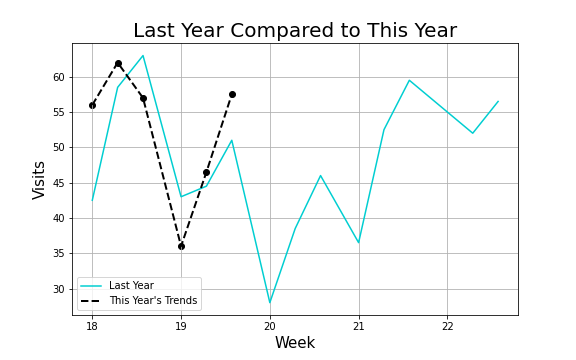 Last Year Compared to This Year
Visits
60
55
50
45
40
35
30
Last Year
This Year's Trends
18
19
20
21
22
Week